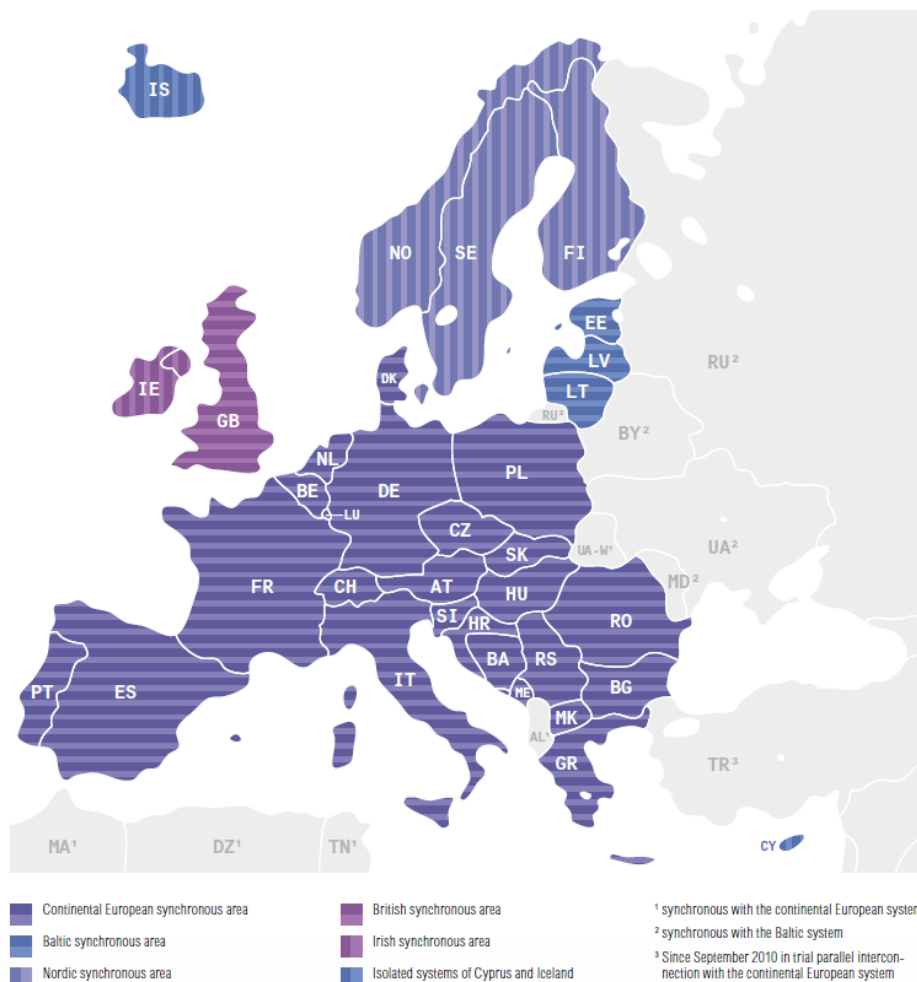 IS
NO
SE
FI
EE
LV
LT
RU²
RU²
BY²
IE
GB
DK
NL
BE
LU
DE
PL
CZ
SK
UA-W¹
UA²
MD²
FR
CH
AT
HU
SI
HR
RO
BA
RS
ME
BG
PT
ES
IT
MK
AL¹
GR
TR³
CY
MA¹
DZ¹
TN¹
Continental European synchronous area
Baltic synchronous area
Nordic synchronous area
British synchronous area
Irish synchronous area
Isolated systems of Cyprus and Iceland
¹ synchronous with the continental European system
² synchronous with the Baltic system
³ Since September 2010 in trial parallel intercon-
nection with the continental European system